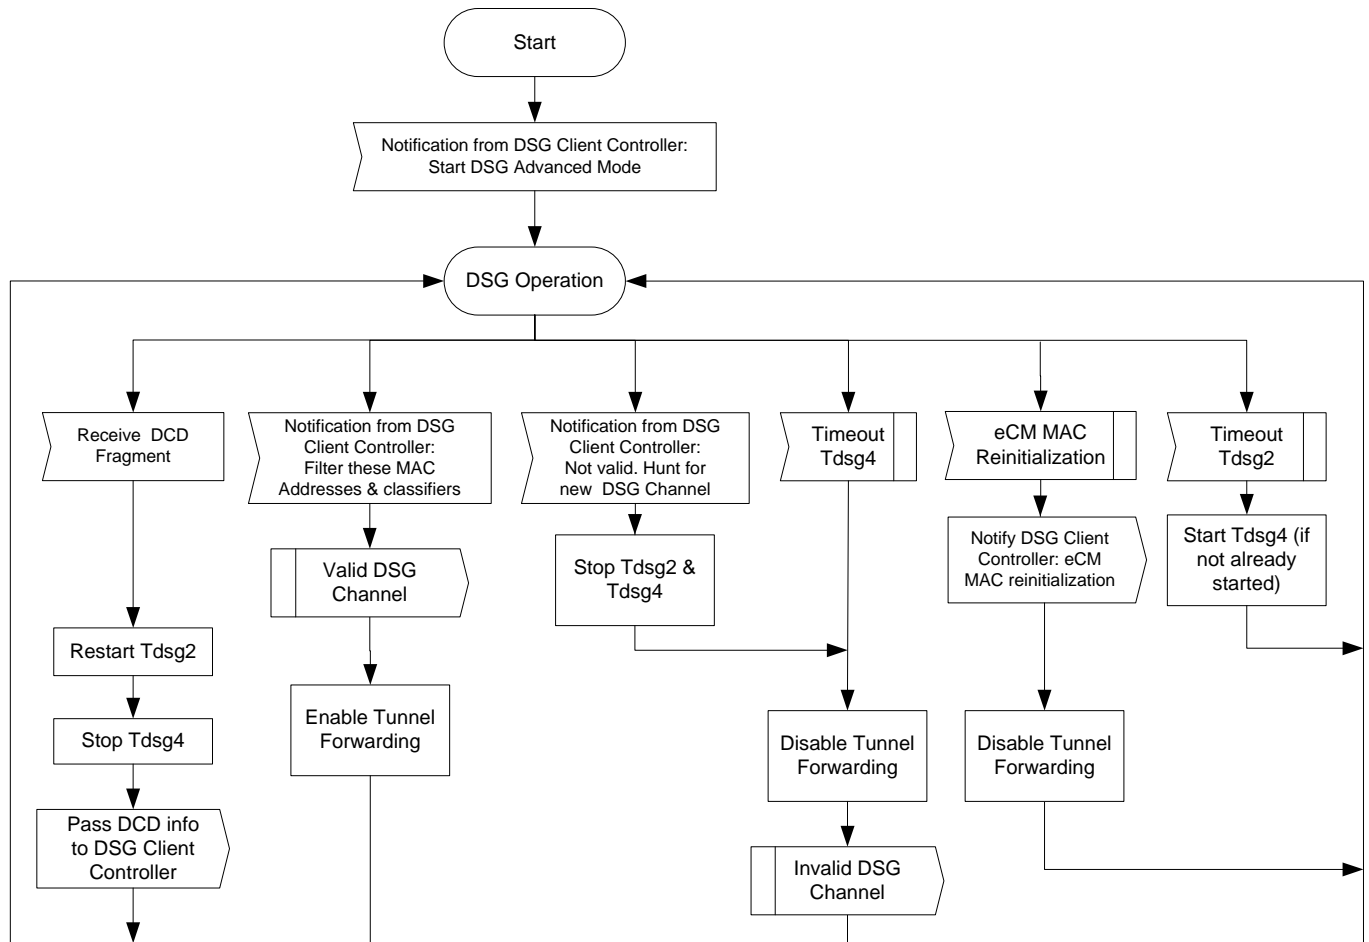 Start
Notification from DSG Client Controller:
Start DSG Advanced Mode
DSG Operation
Receive DCD
Fragment
Notification from DSG
Client Controller:
Filter these MAC
Addresses & classifiers
Notification from DSG
Client Controller:
Not valid. Hunt for
new DSG Channel
Timeout
Tdsg4
eCM MAC
Reinitialization
Timeout
Tdsg2
Valid DSG
Channel
Stop Tdsg2 &
Tdsg4
Notify DSG Client
Controller: eCM
MAC reinitialization
Start Tdsg4 (if
not already
started)
Restart Tdsg2
Stop Tdsg4
Enable Tunnel
Forwarding
Disable Tunnel
Forwarding
Disable Tunnel
Forwarding
Pass DCD info
to DSG Client
Controller
Invalid DSG
Channel